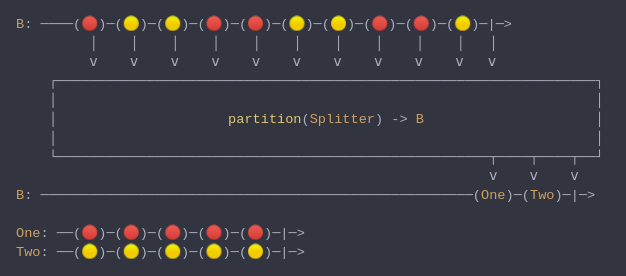 B: ────(🔴)─(🟡)─(🟡)─(🔴)─(🔴)─(🟡)─(🟡)─(🔴)─(🔴)─(🟡)─|─>
v v v v v v v v v v v
partition(Splitter) -> B
v v v
B: ──────────────────────────────────────────(One)─(Two)─|─>
One: ──(🔴)─(🔴)─(🔴)─(🔴)─(🔴)─|─>
Two: ──(🟡)─(🟡)─(🟡)─(🟡)─(🟡)─|─>